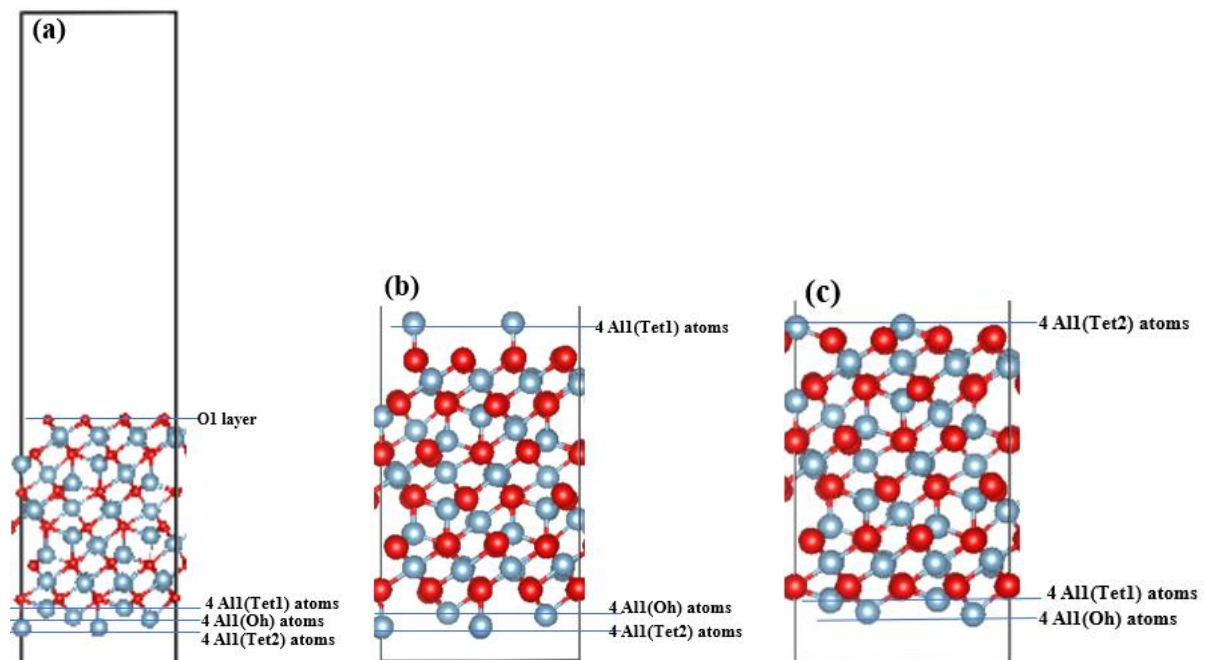 (a)
O1 layer
4 Al1(Tet1) atoms
4 Al1(Oh) atoms
4 Al1(Tet2) atoms
(b)
4 Al1(Tet1) atoms
4 Al1(Oh) atoms
4 Al1(Tet2) atoms
(c)
4 Al1(Tet2) atoms
4 Al1(Tet1) atoms
4 Al1(Oh) atoms